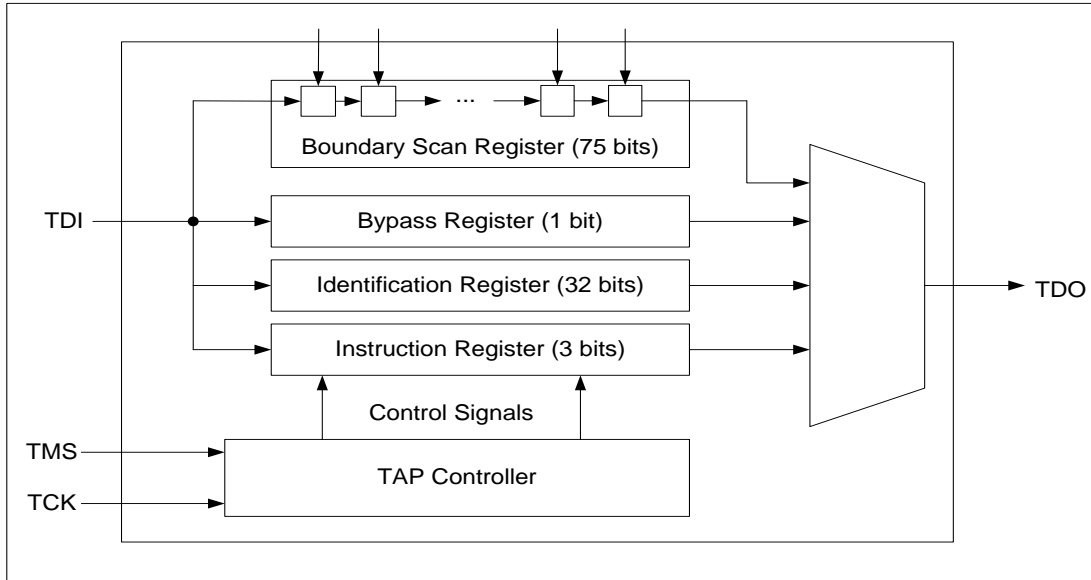 ...
Boundary Scan Register (75 bits)
TDI
Bypass Register (1 bit)
Identification Register (32 bits)
TDO
Instruction Register (3 bits)
Control Signals
TMS
TAP Controller
TCK